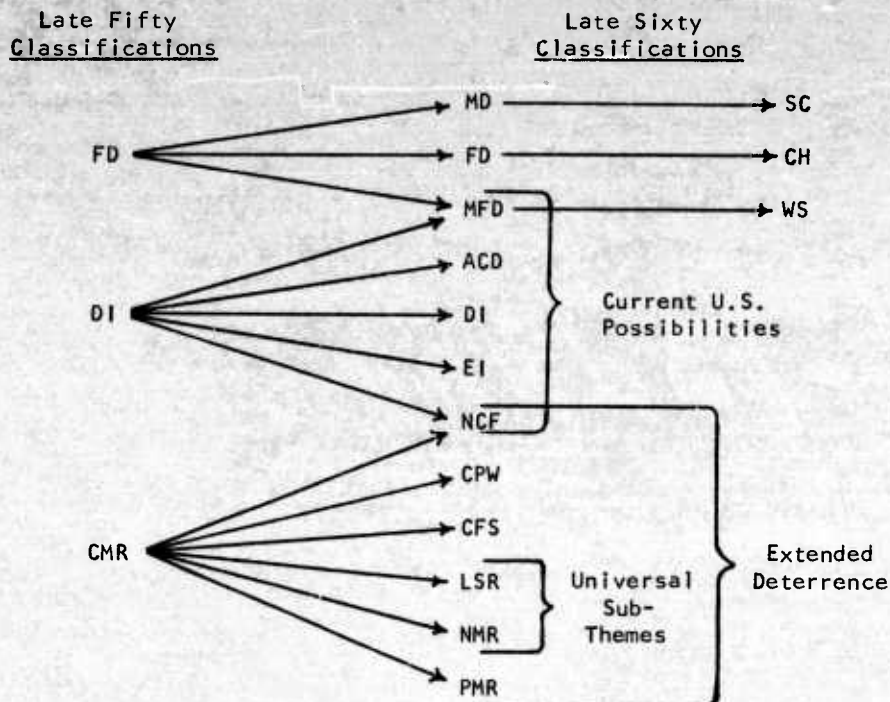 Late Fifty
Classifications
Late Sixty
Classifications
MD SC
FD FD CH
MFD WS
ACD
DI DI
Current U.S.
Possibilities
EI
NCF
CPW
CFS
CMR
LSR
NMR
PMR
Universal
Sub-
Themes
Extended
Deterrence